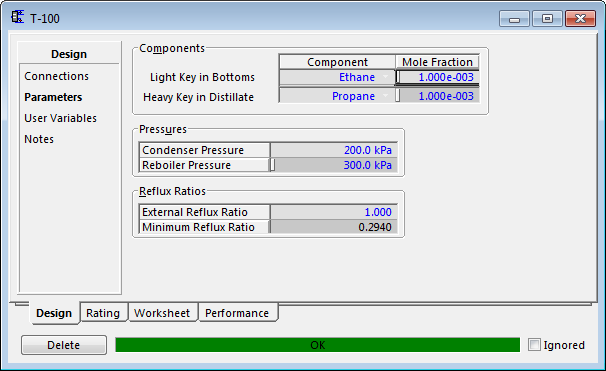 T-100
Design
Connections
Parameters
User Variables
Notes
Components
Component Mole Fraction
Light Key in Bottoms Ethane 1.000e-003
Heavy Key in Distillate Propane 1.000e-003
Pressures
Condenser Pressure 200.0 kPa
Reboiler Pressure 300.0 kPa
Reflux Ratios
External Reflux Ratio 1.000
Minimum Reflux Ratio 0.2940
Design Rating Worksheet Performance
Delete OK Ignored